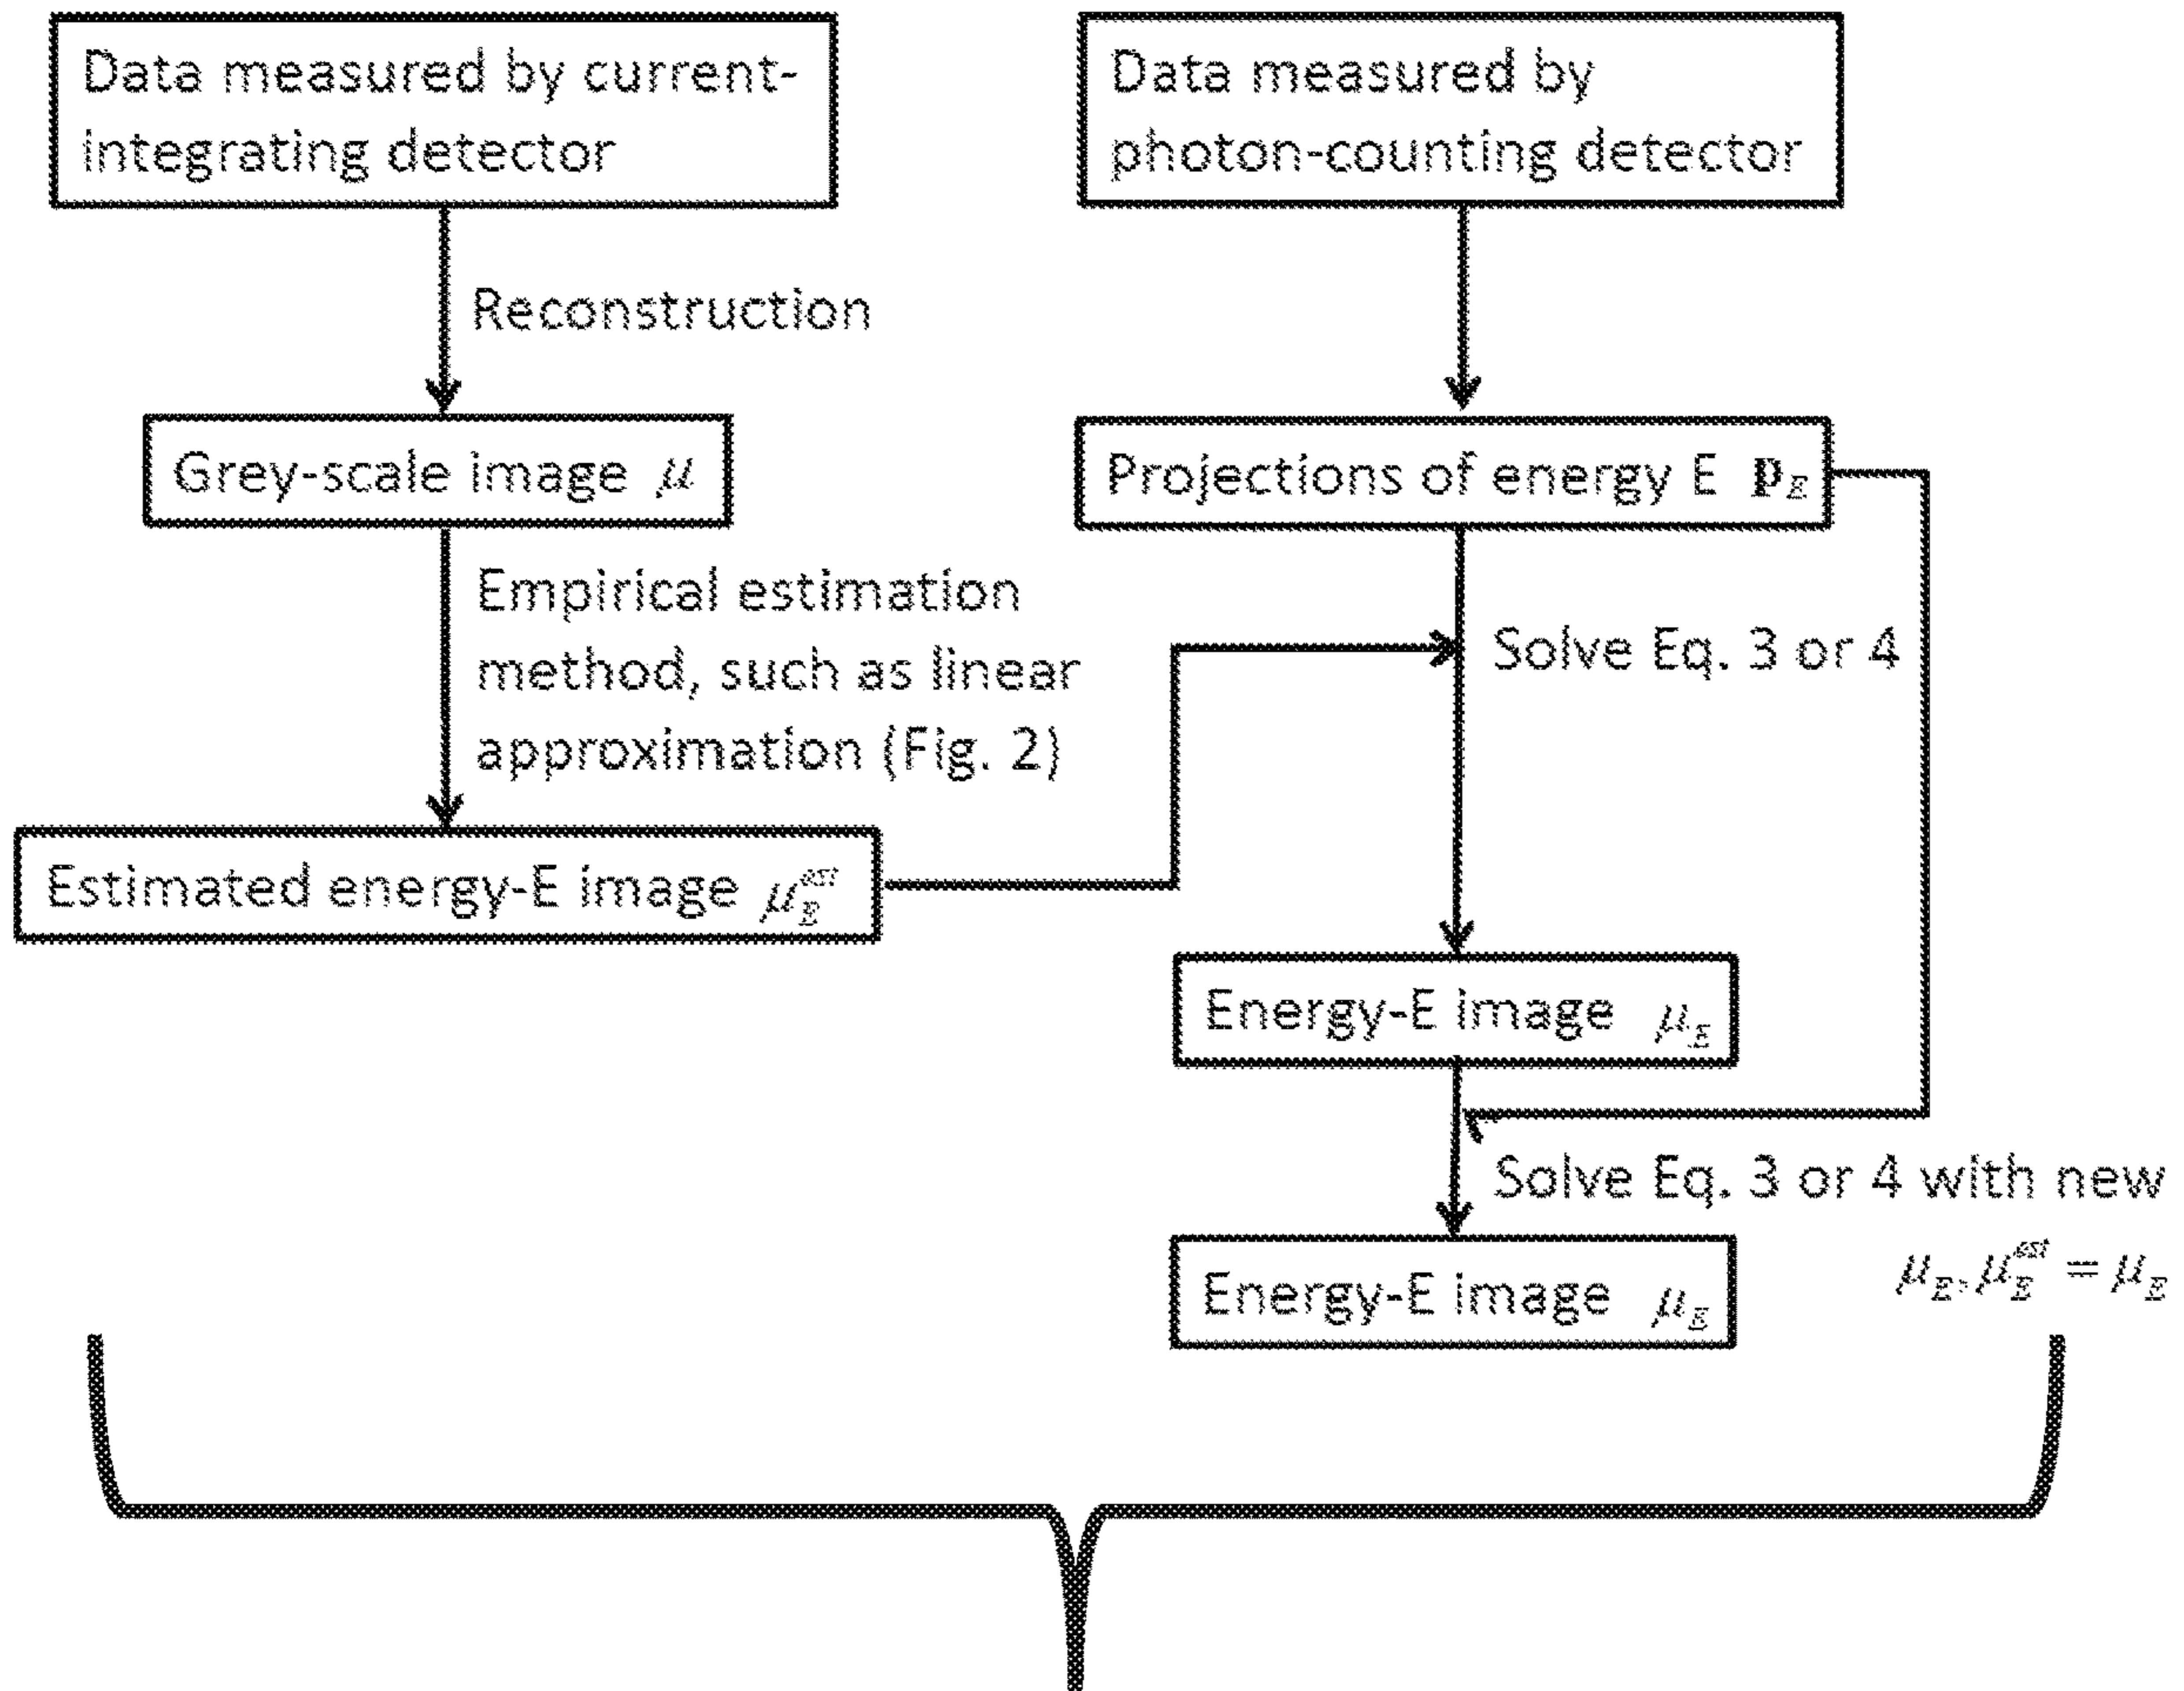 Data measured by current-
integrating detector
Data measured by
photon-counting detector
Reconstruction
Grey-scale image μ
Projections of energy E p_E
Empirical estimation
method, such as linear
approximation (Fig. 2)
Solve Eq. 3 or 4
Estimated energy-E image μ_E^est
Energy-E image μ_E
Solve Eq. 3 or 4 with new
μ_E, μ_E^est = μ_E
Energy-E image μ_E